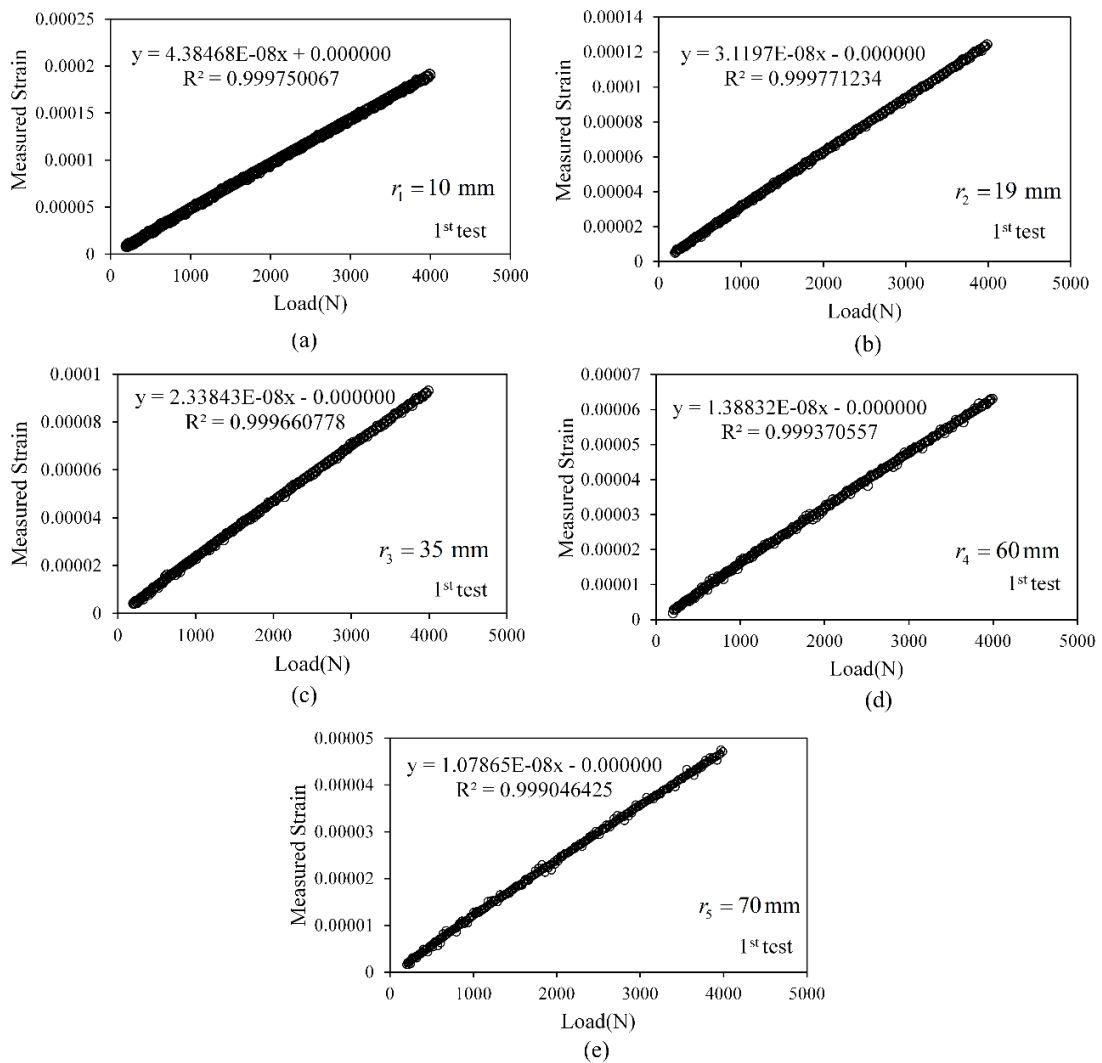 0.00025
0.0002
0.00015
0.0001
0.00005
0
Measured Strain
y = 4.38468E-08x + 0.000000
R² = 0.999750067
r₁ = 10 mm
1ˢᵗ test
0 1000 2000 3000 4000 5000
Load(N)
(a)
0.00014
0.00012
0.0001
0.00008
0.00006
0.00004
0.00002
0
Measured Strain
y = 3.1197E-08x - 0.000000
R² = 0.999771234
r₂ = 19 mm
1ˢᵗ test
0 1000 2000 3000 4000 5000
Load(N)
(b)
0.0001
0.00008
0.00006
0.00004
0.00002
0
Measured Strain
y = 2.33843E-08x - 0.000000
R² = 0.999660778
r₃ = 35 mm
1ˢᵗ test
0 1000 2000 3000 4000 5000
Load(N)
(c)
0.00007
0.00006
0.00005
0.00004
0.00003
0.00002
0.00001
0
Measured Strain
y = 1.38832E-08x - 0.000000
R² = 0.999370557
r₄ = 60 mm
1ˢᵗ test
0 1000 2000 3000 4000 5000
Load(N)
(d)
0.00005
0.00004
0.00003
0.00002
0.00001
0
Measured Strain
y = 1.07865E-08x - 0.000000
R² = 0.999046425
r₅ = 70 mm
1ˢᵗ test
0 1000 2000 3000 4000 5000
Load(N)
(e)